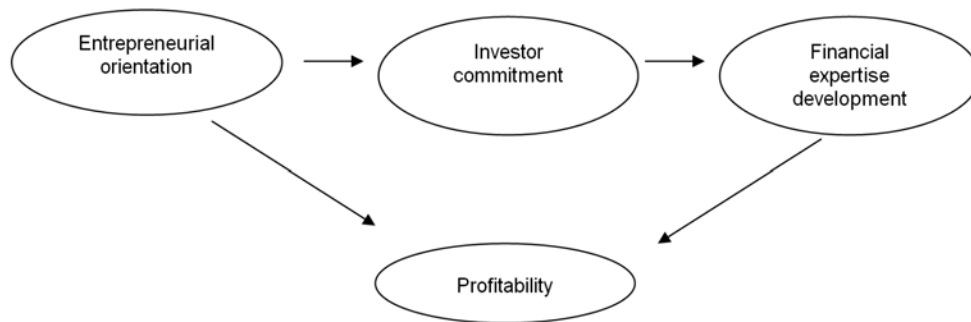 Entrepreneurial
orientation
Investor
commitment
Financial
expertise
development
Profitability